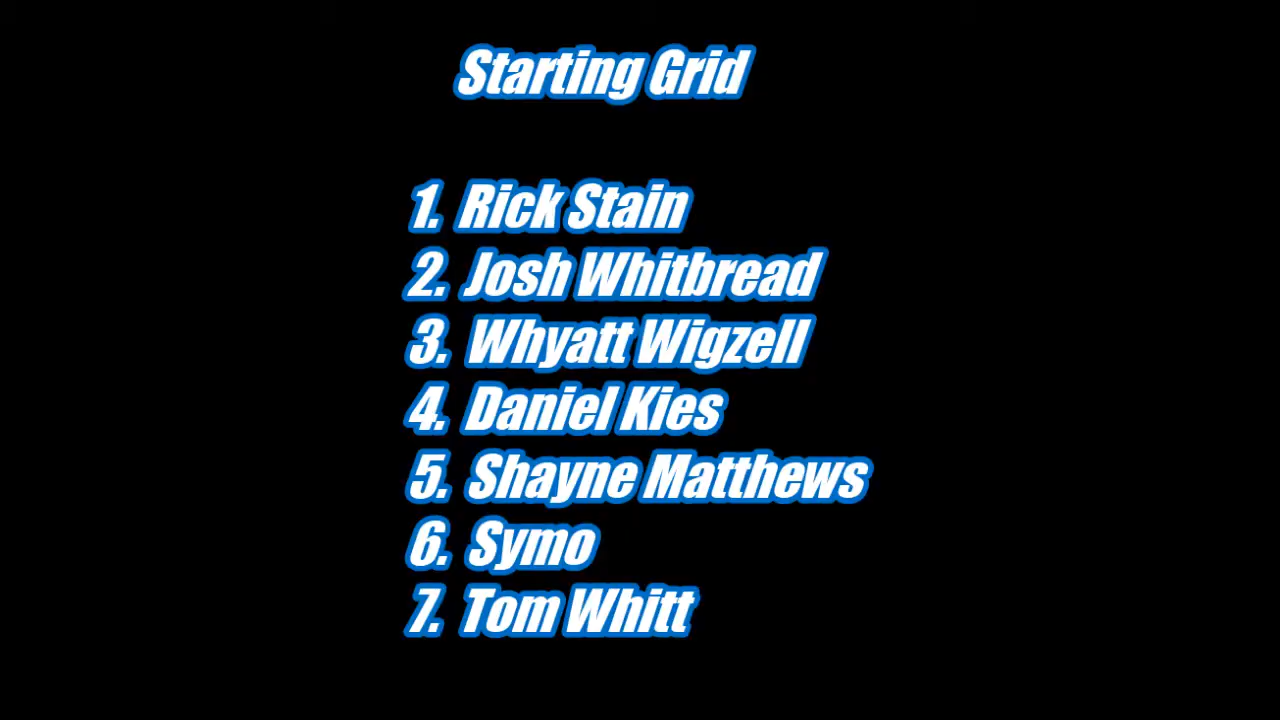 Starting Grid
1. Rick Stain
2. Josh Whitbread
3. Whyatt Wigzell
4. Daniel Kies
5. Shayne Matthews
6. Symo
7. Tom Whitt